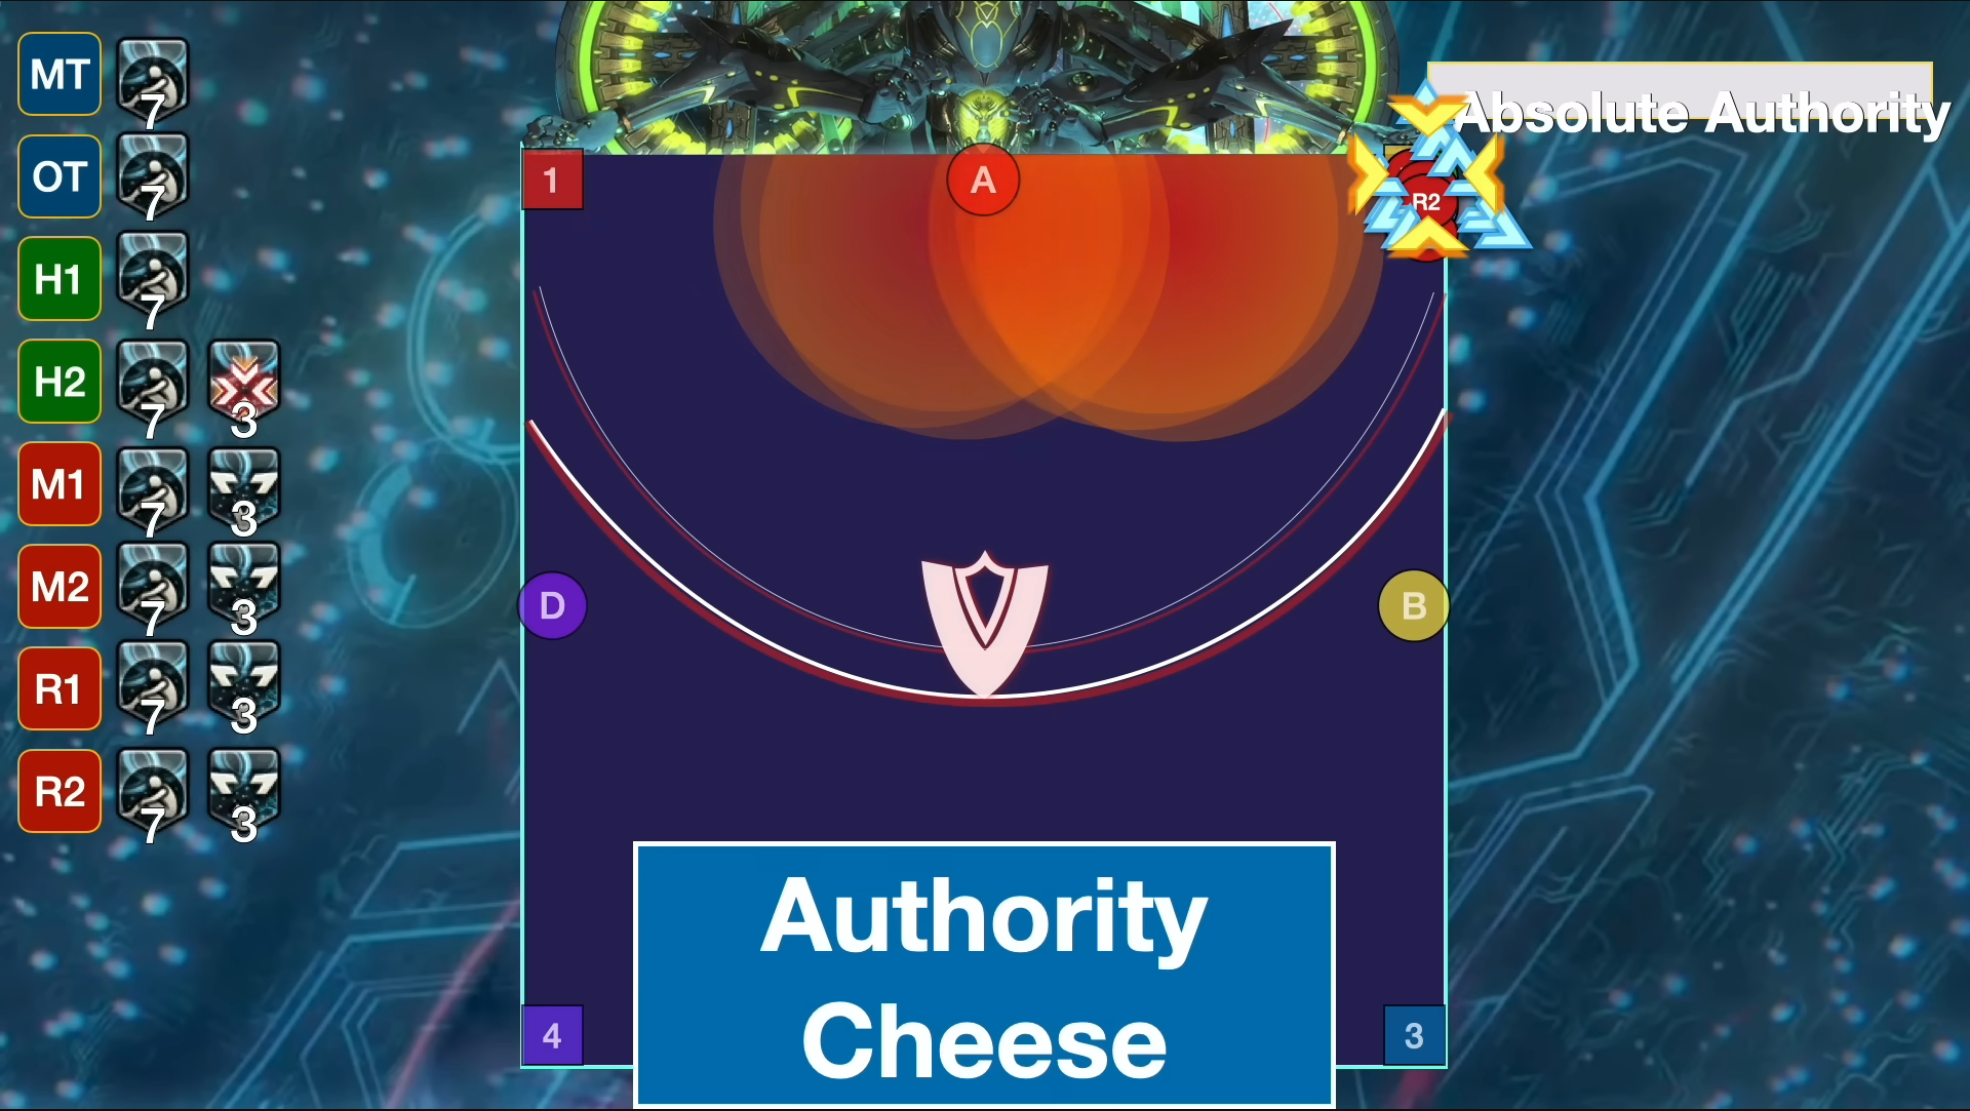 MT 7
OT 7
H1 7
H2 7 3
M1 7 3
M2 7 3
R1 7 3
R2 7 3
Absolute Authority
1
A
R2
D
B
4
3
Authority
Cheese